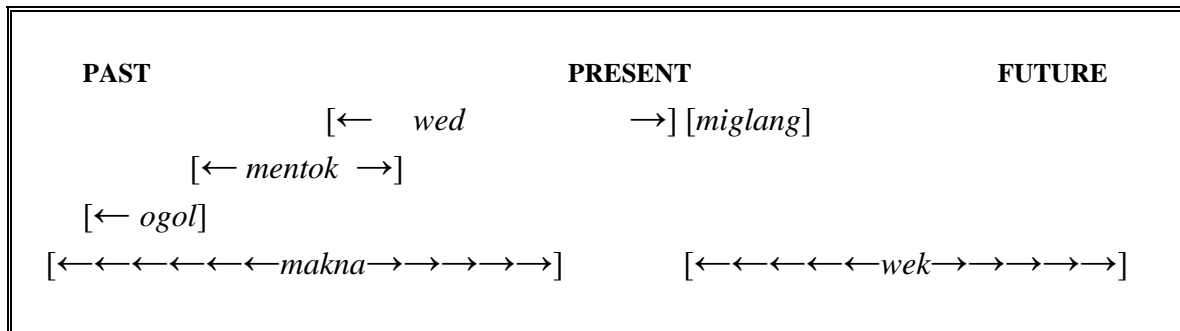 PAST PRESENT FUTURE
[← wed →] [miglang]
[← mentok →]
[← ogol]
[←←←←←←makna→→→→→] [←←←←←wek→→→→→]